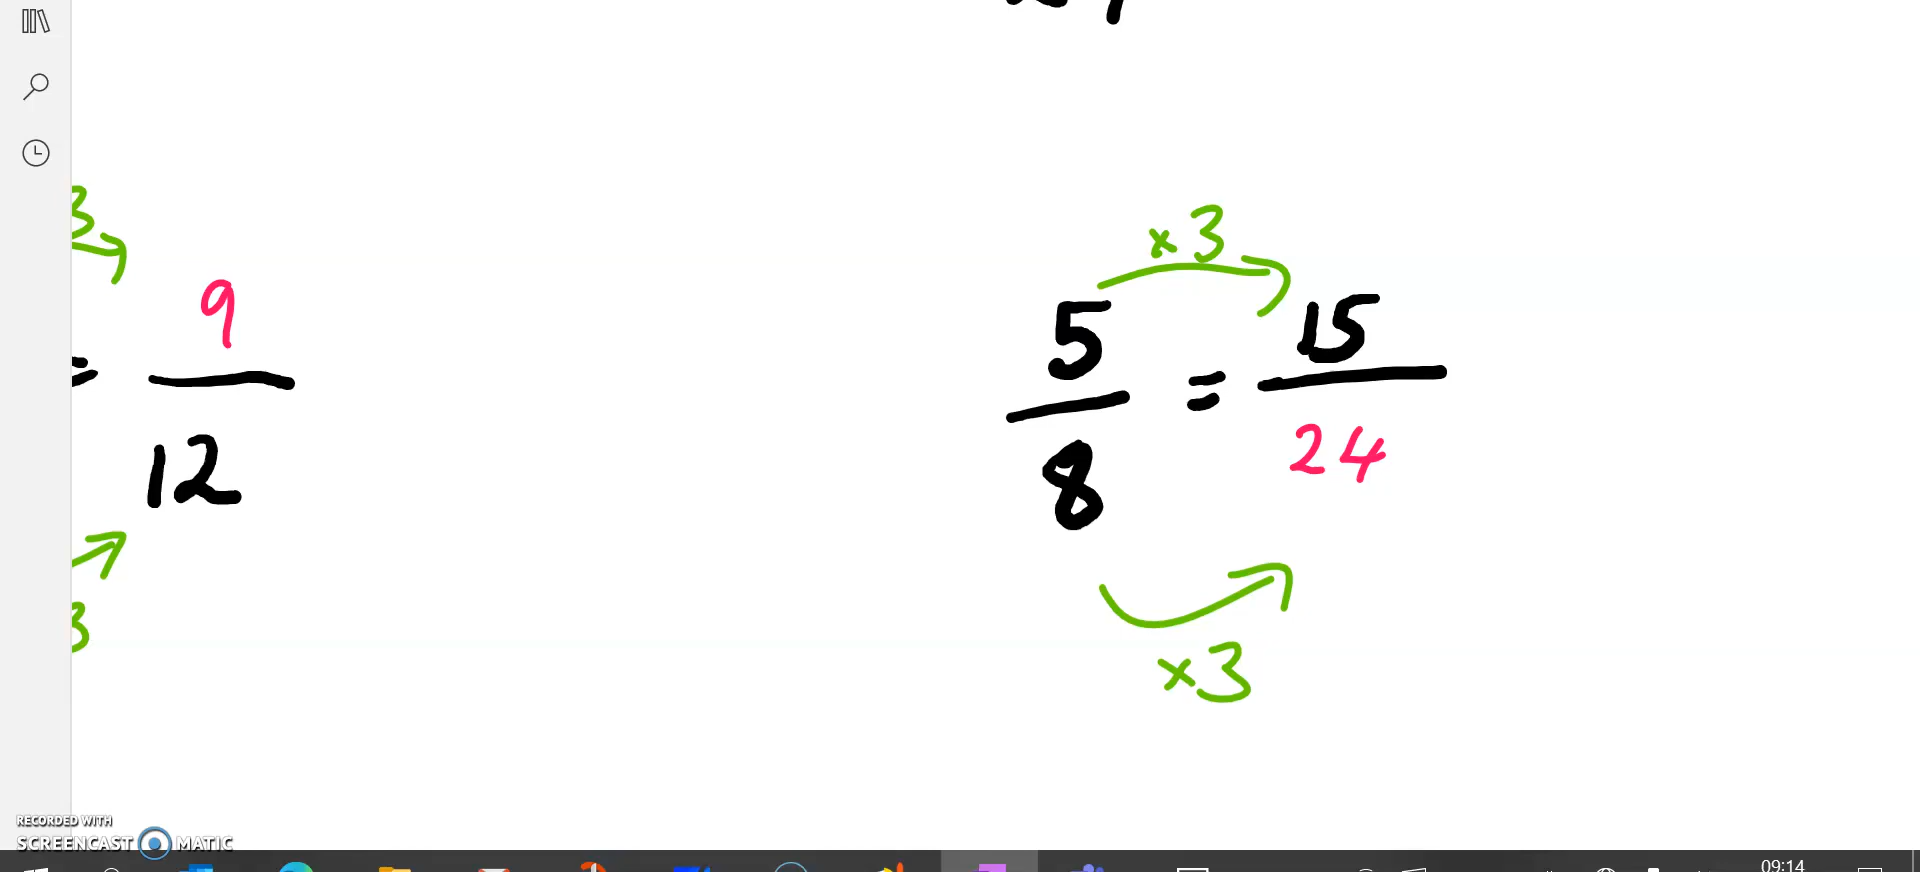 3
= 9/12
3
×3
5/8 = 15/24
×3
RECORDED WITH
SCREENCAST MATIC
09:14